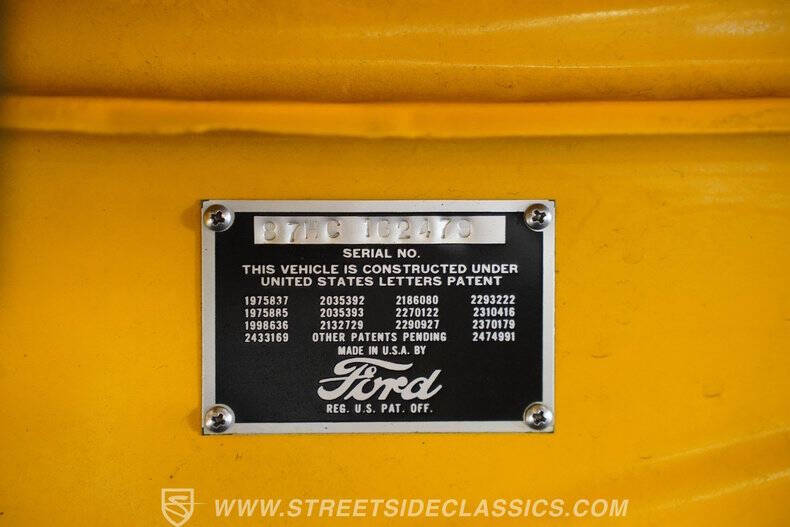 87HC 162479
SERIAL NO.
THIS VEHICLE IS CONSTRUCTED UNDER
UNITED STATES LETTERS PATENT
1975837 2035392 2186080 2293222
1975885 2035393 2270122 2310416
1998636 2132729 2290927 2370179
2433169 OTHER PATENTS PENDING 2474991
MADE IN U.S.A. BY
Ford
REG. U.S. PAT. OFF.
WWW.STREETSIDECLASSICS.COM